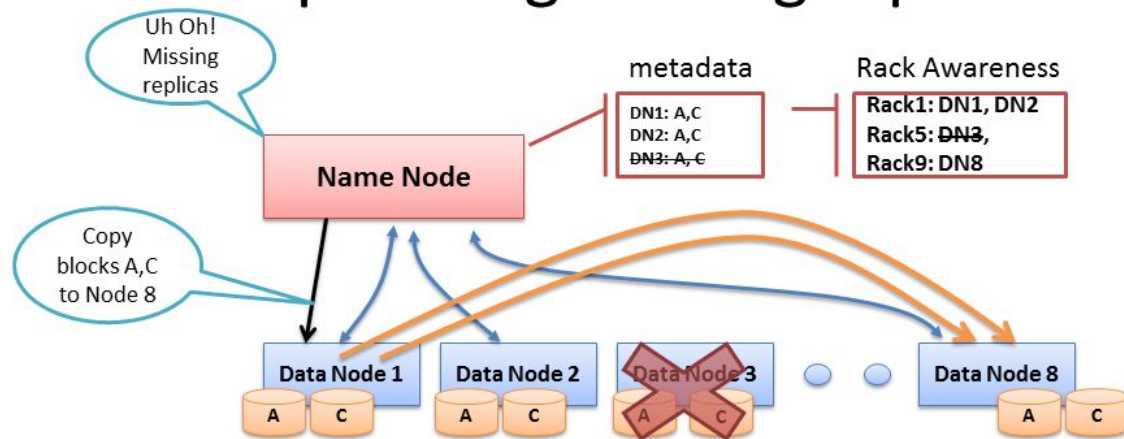 Uh Oh!
Missing
replicas
metadata
DN1: A,C
DN2: A,C
DN3: A, C
Rack Awareness
Rack1: DN1, DN2
Rack5: DN3,
Rack9: DN8
Name Node
Copy
blocks A,C
to Node 8
Data Node 1
Data Node 2
Data Node 3
Data Node 8
A C
A C
A C
A C